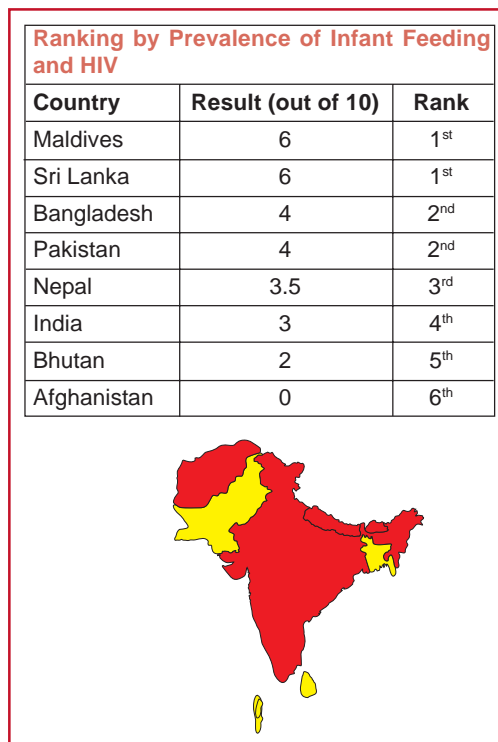 Ranking by Prevalence of Infant Feeding
and HIV
Country Result (out of 10) Rank
Maldives 6 1st
Sri Lanka 6 1st
Bangladesh 4 2nd
Pakistan 4 2nd
Nepal 3.5 3rd
India 3 4th
Bhutan 2 5th
Afghanistan 0 6th